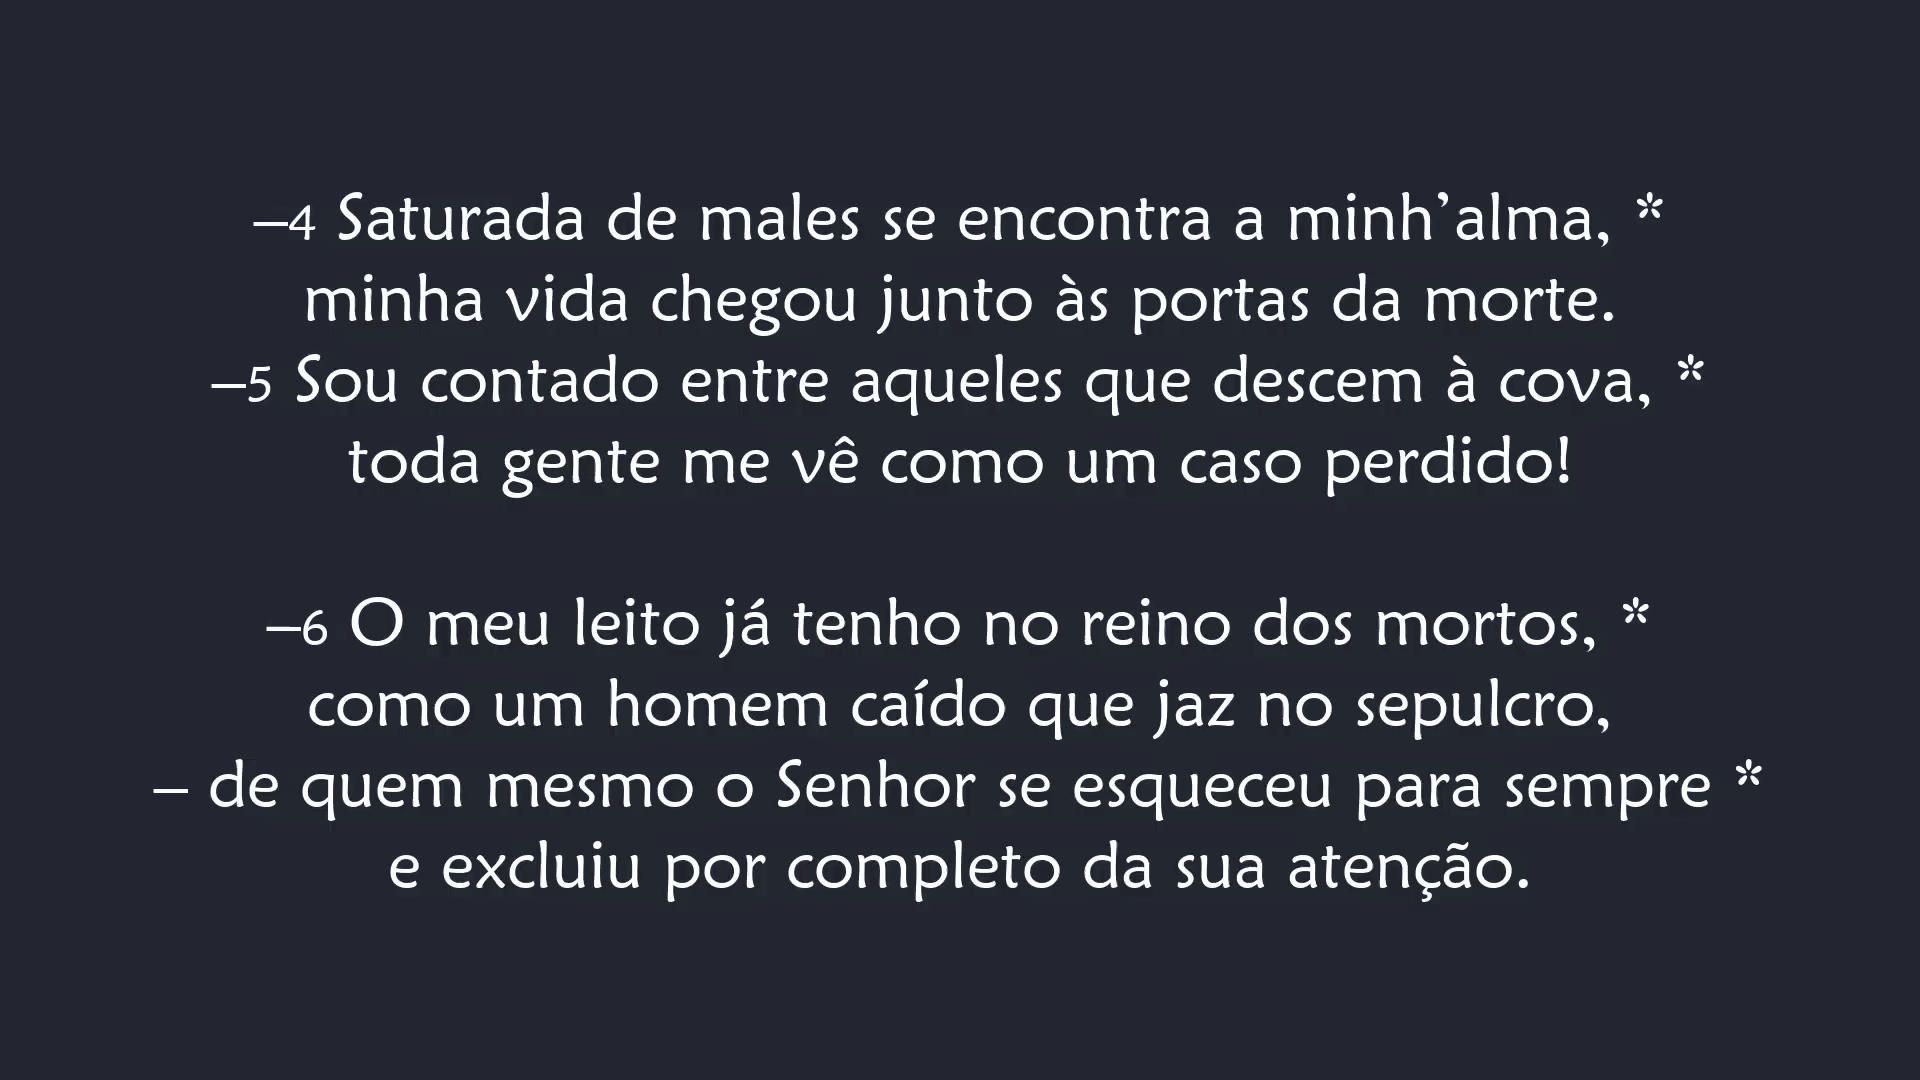 –4 Saturada de males se encontra a minh’alma, *
minha vida chegou junto às portas da morte.
–5 Sou contado entre aqueles que descem à cova, *
toda gente me vê como um caso perdido!
–6 O meu leito já tenho no reino dos mortos, *
como um homem caído que jaz no sepulcro,
– de quem mesmo o Senhor se esqueceu para sempre *
e excluiu por completo da sua atenção.